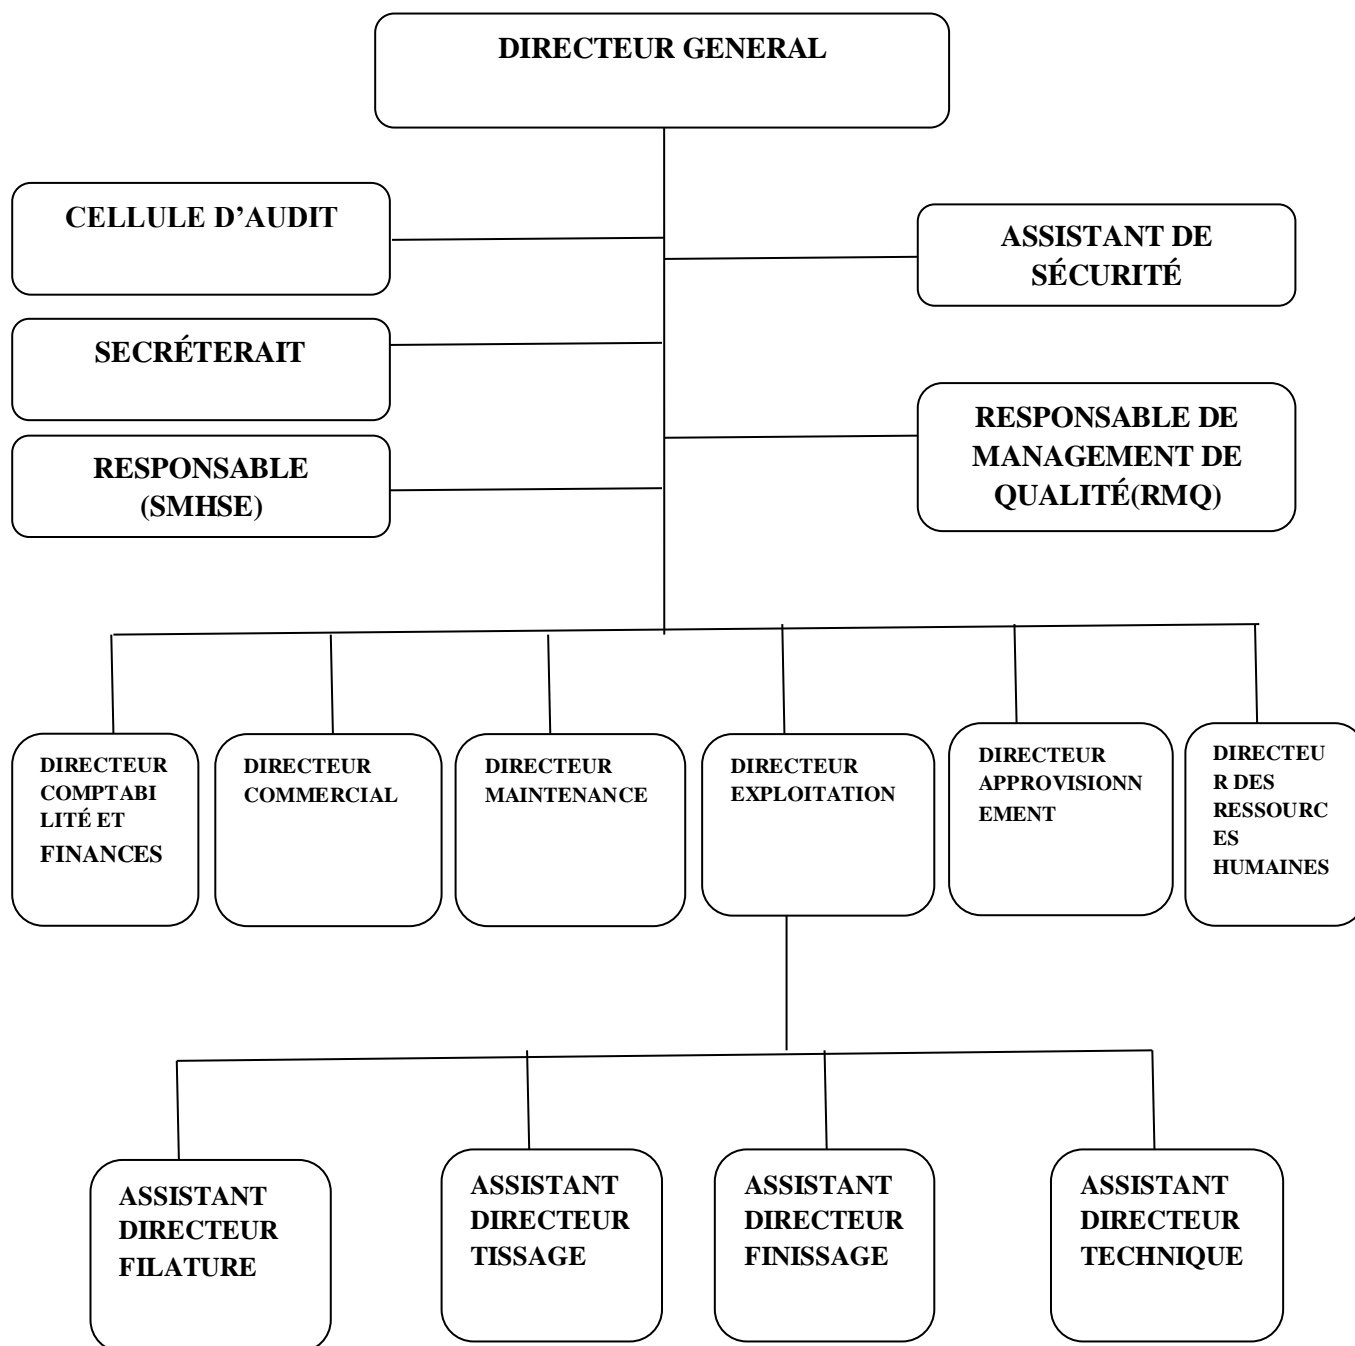 DIRECTEUR GENERAL
CELLULE D’AUDIT
ASSISTANT DE
SÉCURITÉ
SECRÉTERAIT
RESPONSABLE DE
MANAGEMENT DE
QUALITÉ(RMQ)
RESPONSABLE
(SMHSE)
DIRECTEUR
COMPTABI
LITÉ ET
FINANCES
DIRECTEUR
COMMERCIAL
DIRECTEUR
MAINTENANCE
DIRECTEUR
EXPLOITATION
DIRECTEUR
APPROVISIONN
EMENT
DIRECTEU
R DES
RESSOURC
ES
HUMAINES
ASSISTANT
DIRECTEUR
FILATURE
ASSISTANT
DIRECTEUR
TISSAGE
ASSISTANT
DIRECTEUR
FINISSAGE
ASSISTANT
DIRECTEUR
TECHNIQUE